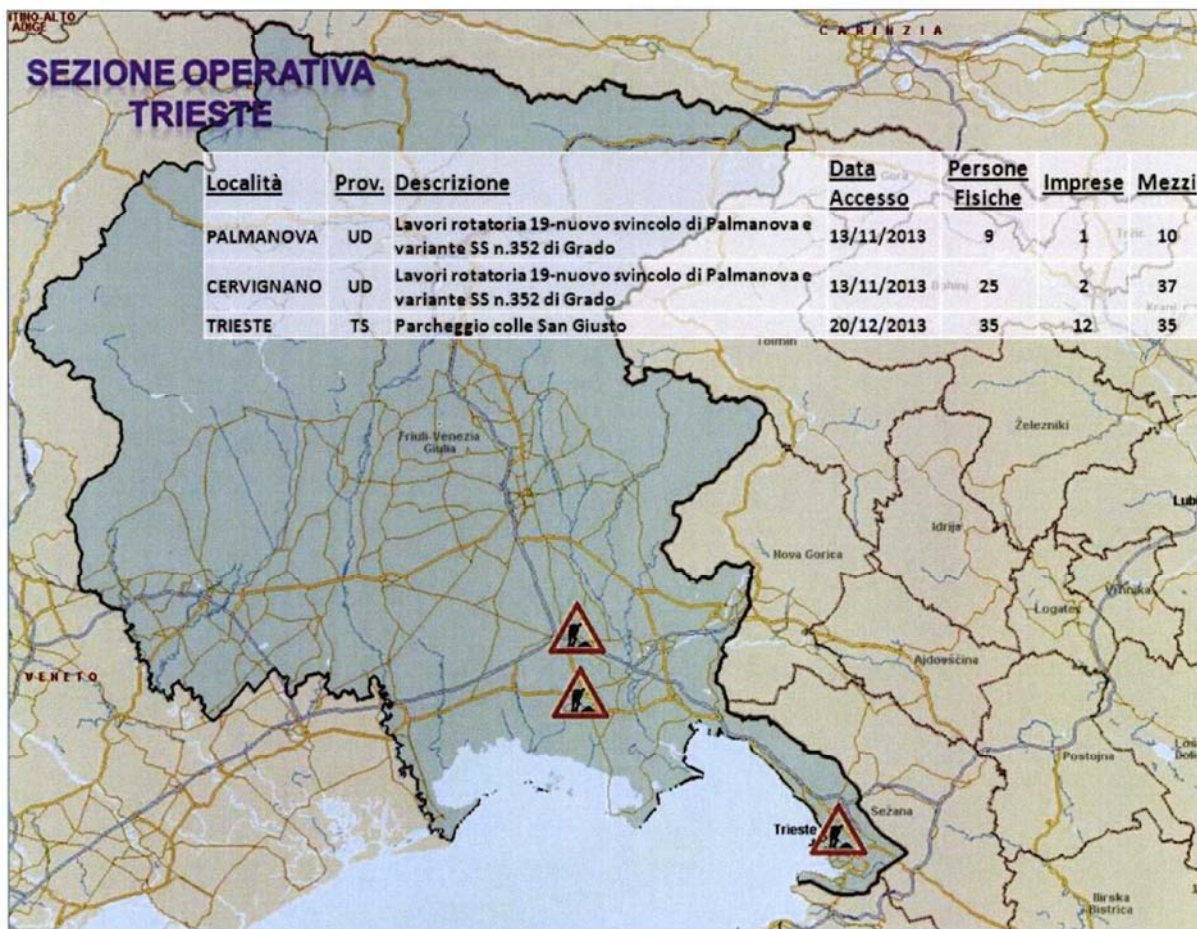 ADIGE
CARINZIA
SEZIONE OPERATIVA
TRIESTE
Località Prov. Descrizione Data Accesso Persone Fisiche Imprese Mezzi
PALMANOVA UD Lavori rotatoria 19-nuovo svincolo di Palmanova e variante SS n.352 di Grado 13/11/2013 9 1 10
CERVIGNANO UD Lavori rotatoria 19-nuovo svincolo di Palmanova e variante SS n.352 di Grado 13/11/2013 25 2 37
TRIESTE TS Parcheggio colle San Giusto 20/12/2013 35 12 35
Tolmin
Železniki
Friuli-Venezia
Giulia
Idrija
Nova Gorica
Vrhnika
Logatec
Ajdovščina
VENETO
Postojna
Sežana
Trieste
Ilirska
Bistrica